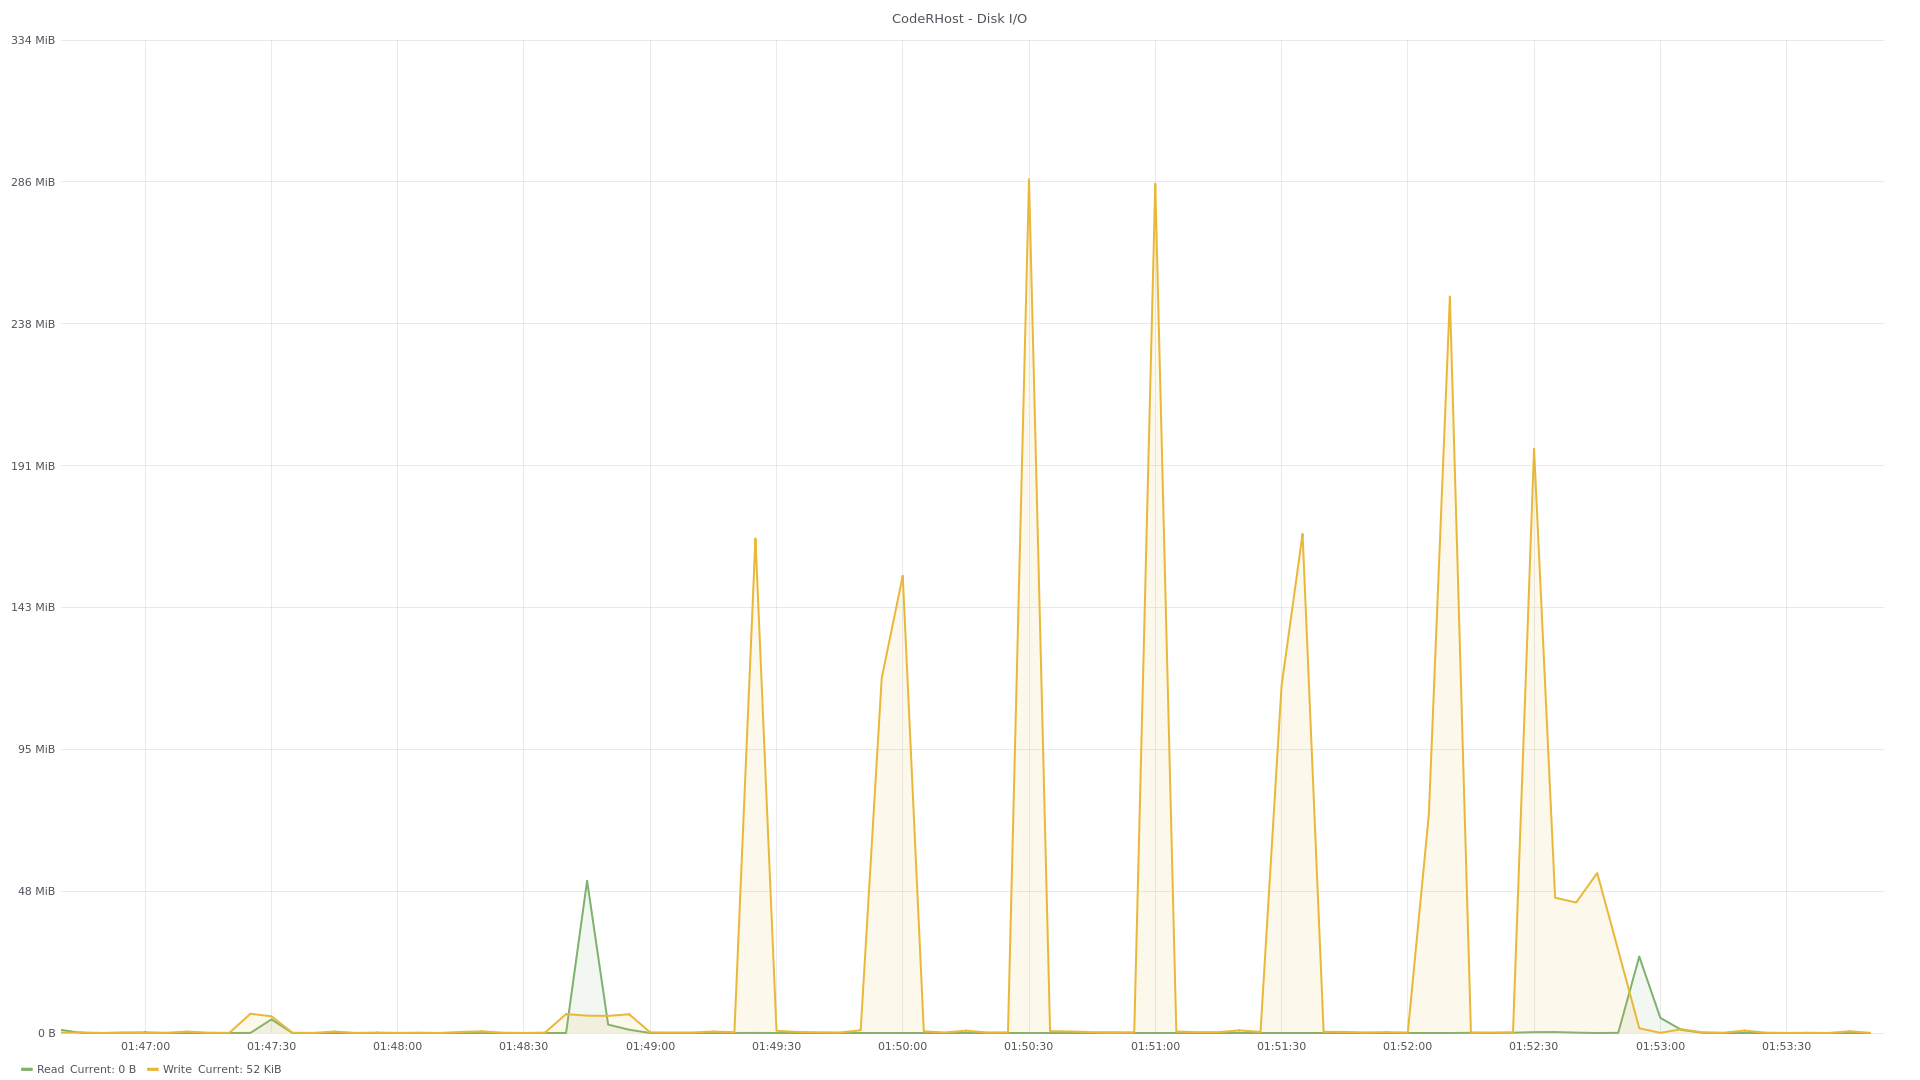 CodeRHost - Disk I/O
334 MiB
286 MiB
238 MiB
191 MiB
143 MiB
95 MiB
48 MiB
0 B
01:47:00 01:47:30 01:48:00 01:48:30 01:49:00 01:49:30 01:50:00 01:50:30 01:51:00 01:51:30 01:52:00 01:52:30 01:53:00 01:53:30
Read Current: 0 B Write Current: 52 KiB